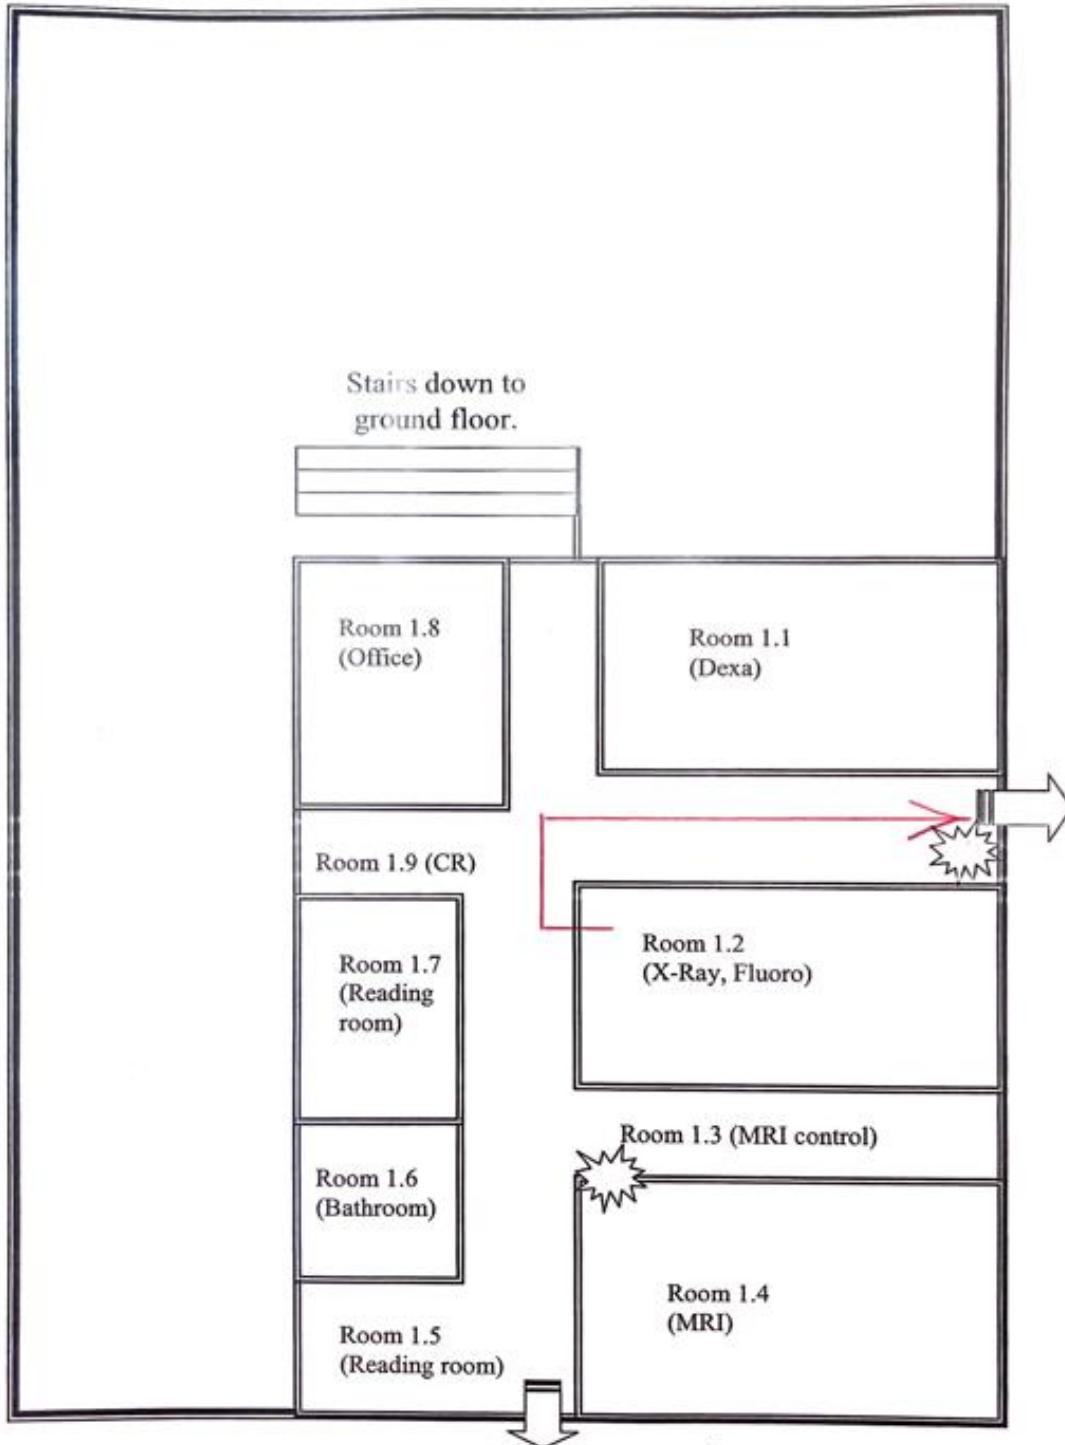 Stairs down to
ground floor.
Room 1.8
(Office)
Room 1.1
(Dexa)
Room 1.9 (CR)
Room 1.7
(Reading
room)
Room 1.2
(X-Ray, Fluoro)
Room 1.3 (MRI control)
Room 1.6
(Bathroom)
Room 1.4
(MRI)
Room 1.5
(Reading room)